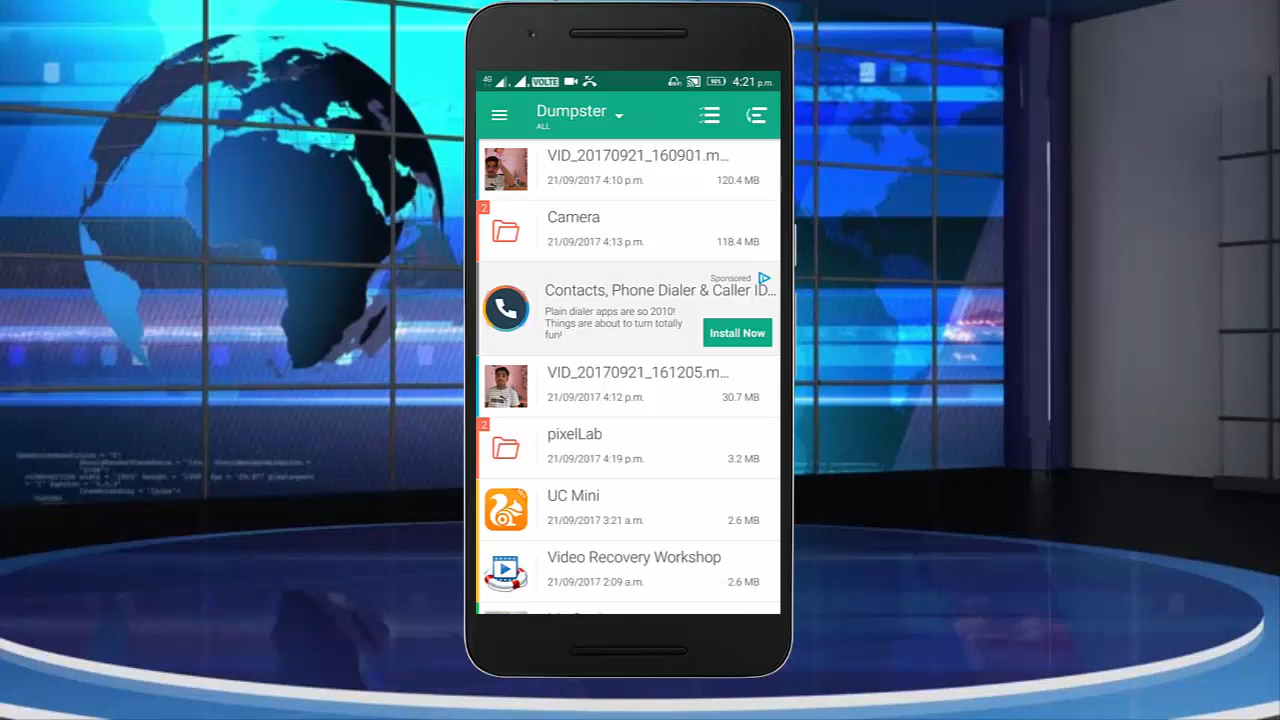 4G VOLTE 4:21 p.m.
Dumpster
ALL
VID_20170921_160901.m...
21/09/2017 4:10 p.m. 120.4 MB
2
Camera
21/09/2017 4:13 p.m. 118.4 MB
Sponsored
Contacts, Phone Dialer & Caller ID...
Plain dialer apps are so 2010!
Things are about to turn totally
fun!
Install Now
VID_20170921_161205.m...
21/09/2017 4:12 p.m. 30.7 MB
2
pixelLab
21/09/2017 4:19 p.m. 3.2 MB
UC Mini
21/09/2017 3:21 a.m. 2.6 MB
Video Recovery Workshop
21/09/2017 2:09 a.m. 2.6 MB